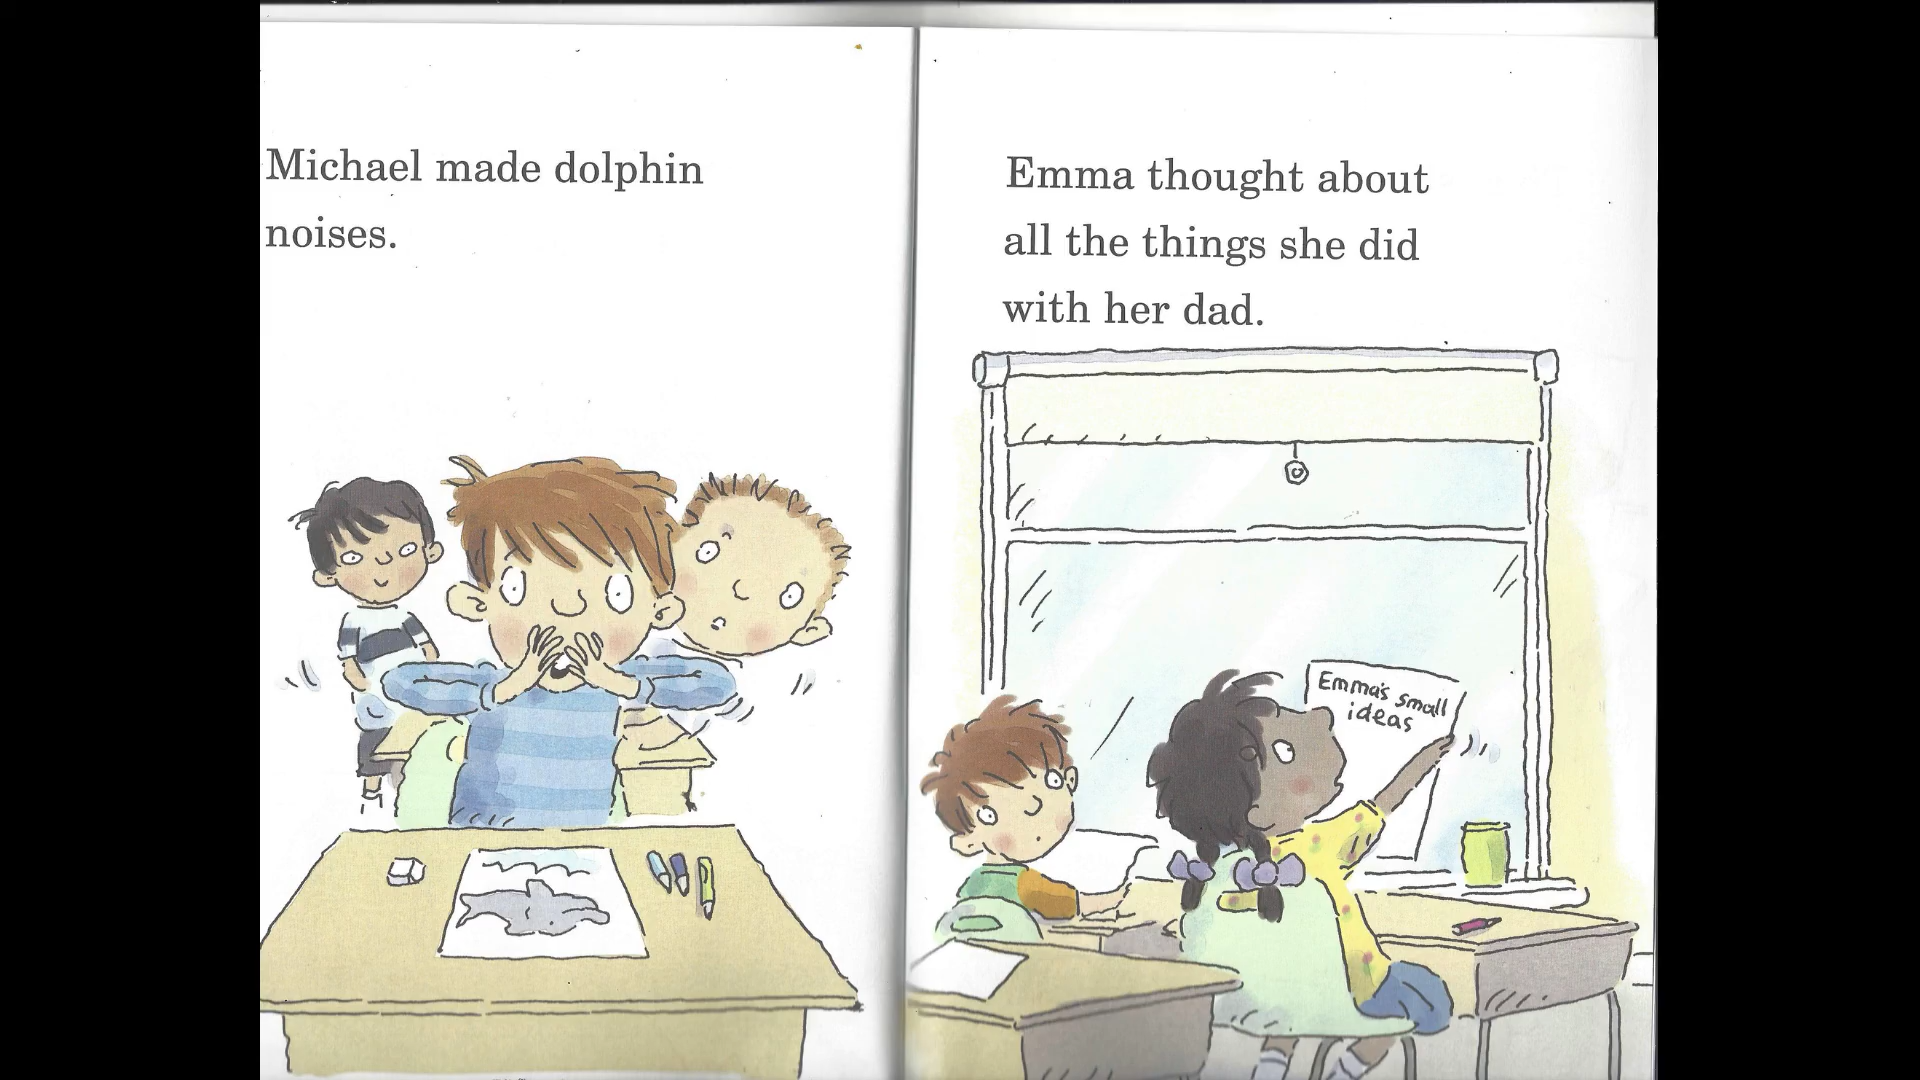 Michael made dolphin
noises.
Emma thought about
all the things she did
with her dad.
Emma's small
ideas